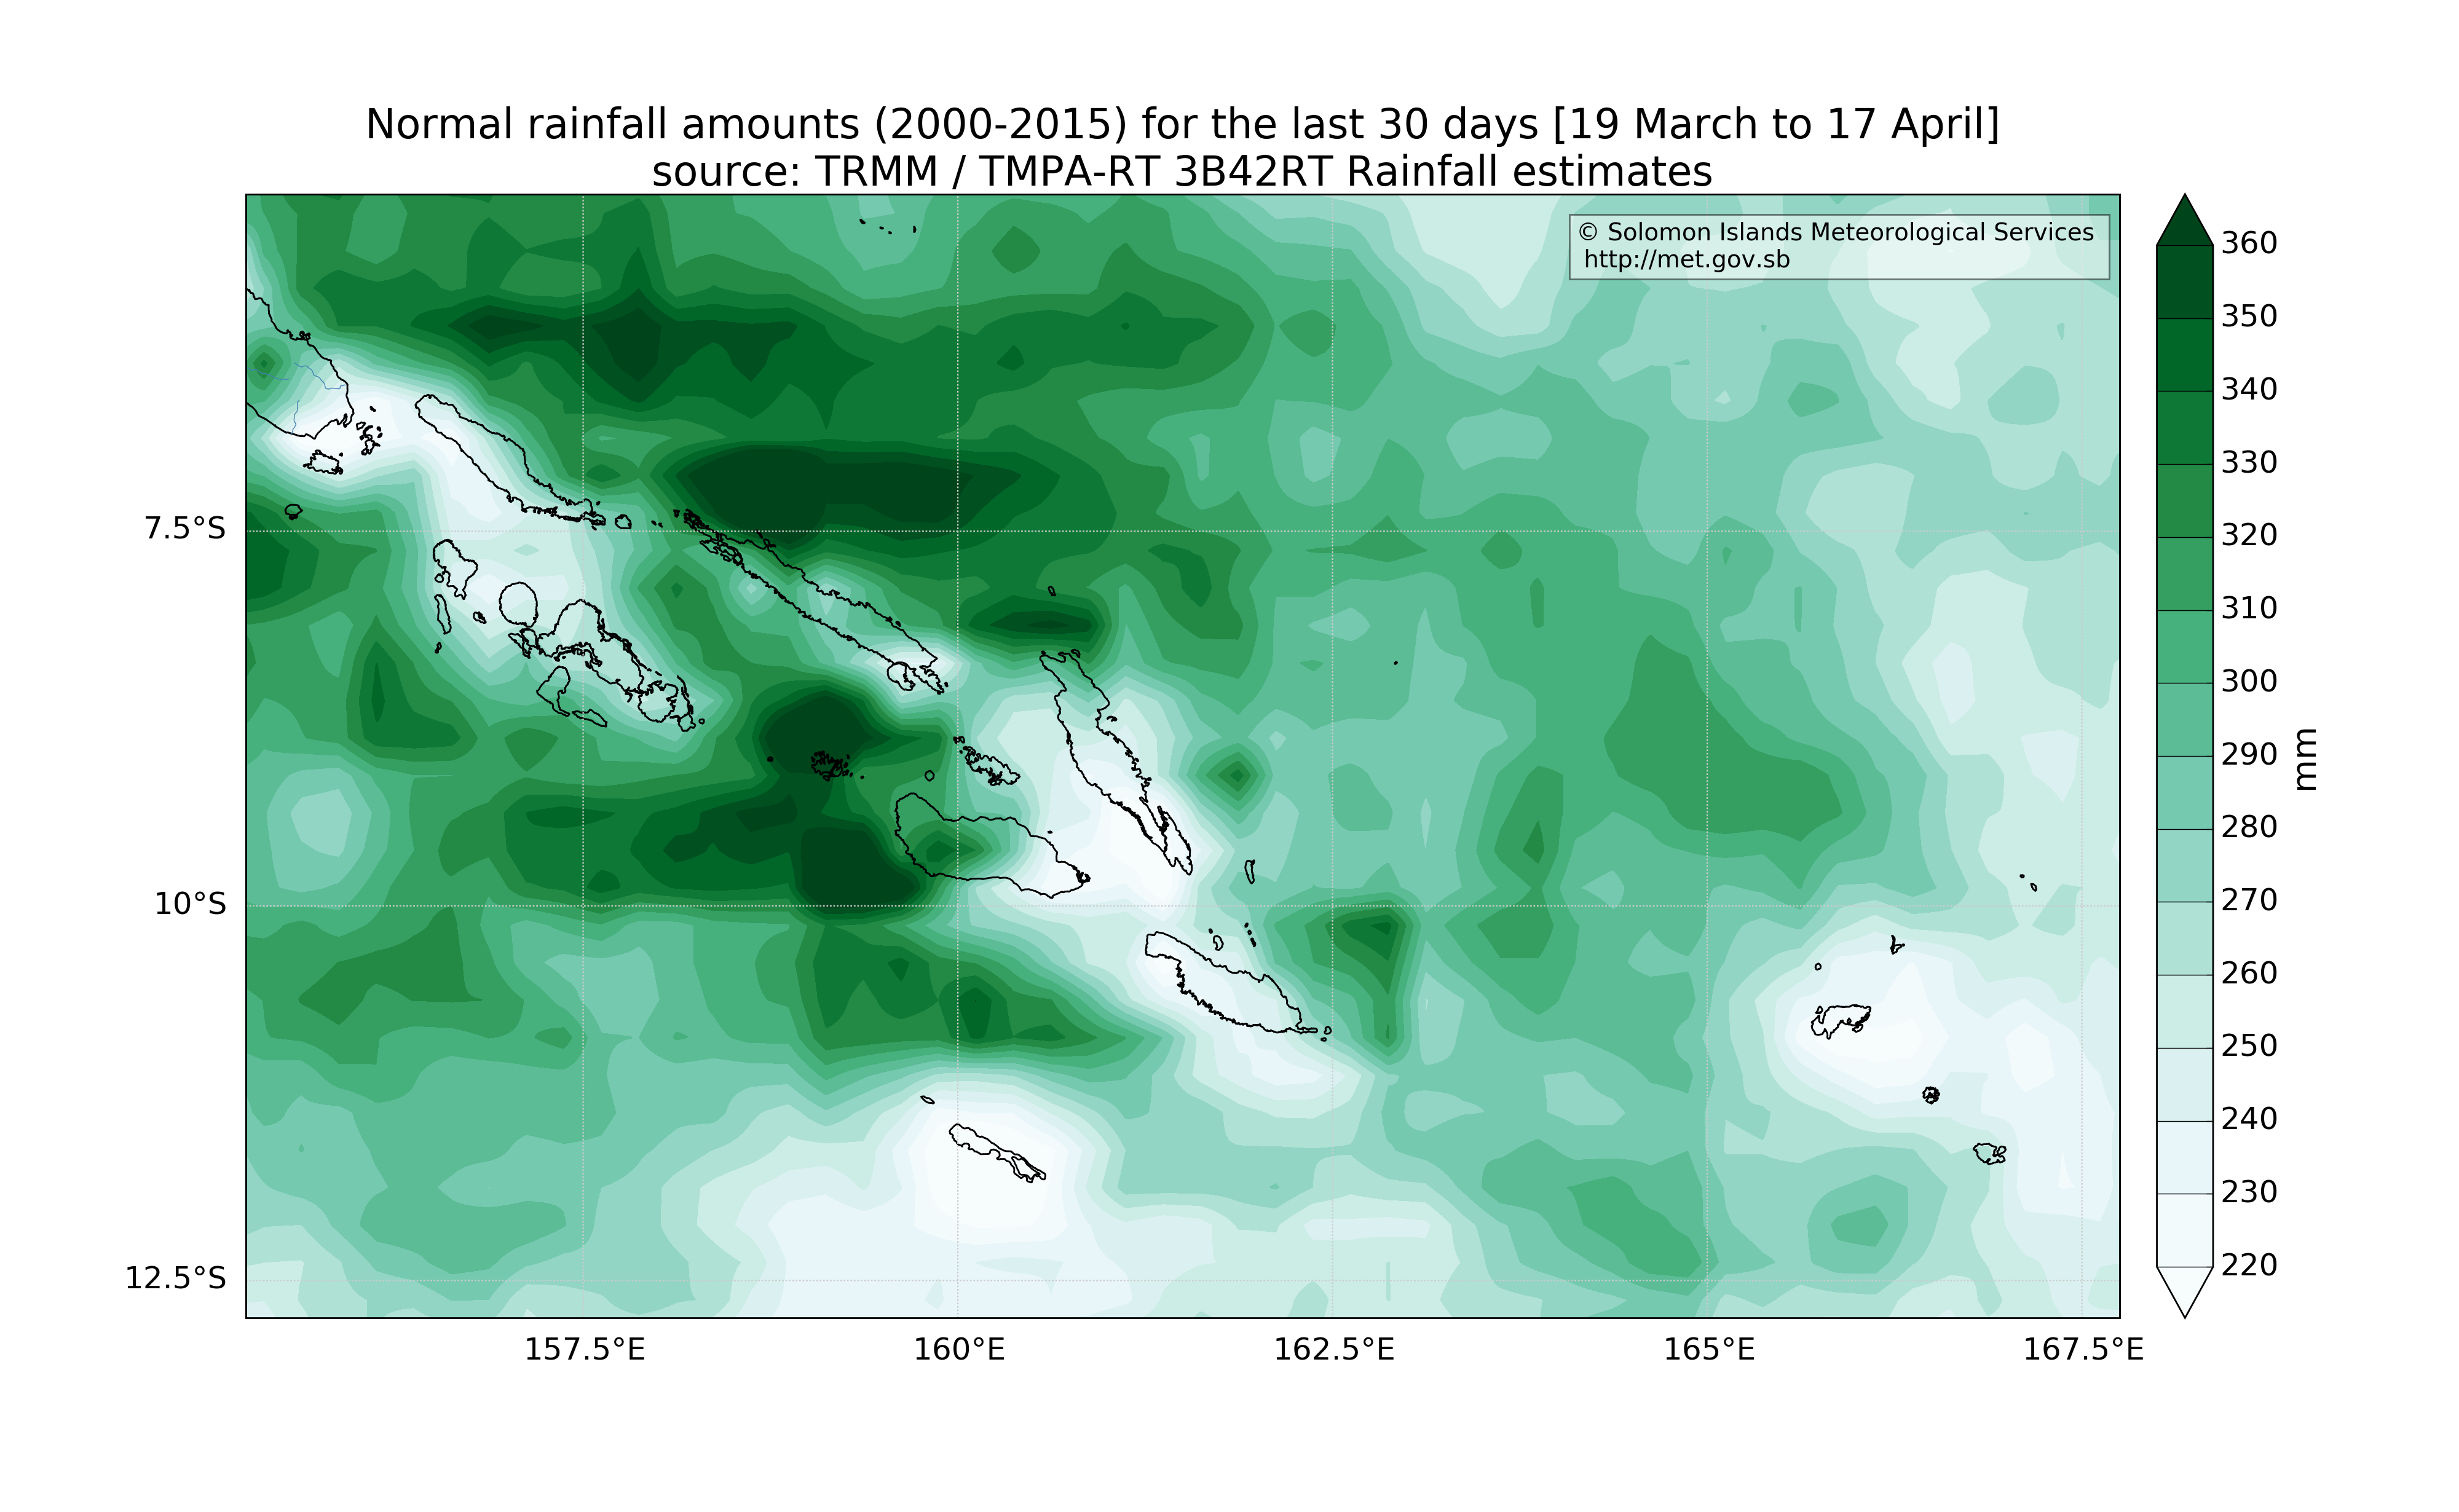 Normal rainfall amounts (2000-2015) for the last 30 days [19 March to 17 April]
source: TRMM / TMPA-RT 3B42RT Rainfall estimates
© Solomon Islands Meteorological Services
http://met.gov.sb
7.5°S
10°S
12.5°S
157.5°E
160°E
162.5°E
165°E
167.5°E
360
350
340
330
320
310
300
290
280
270
260
250
240
230
220
mm